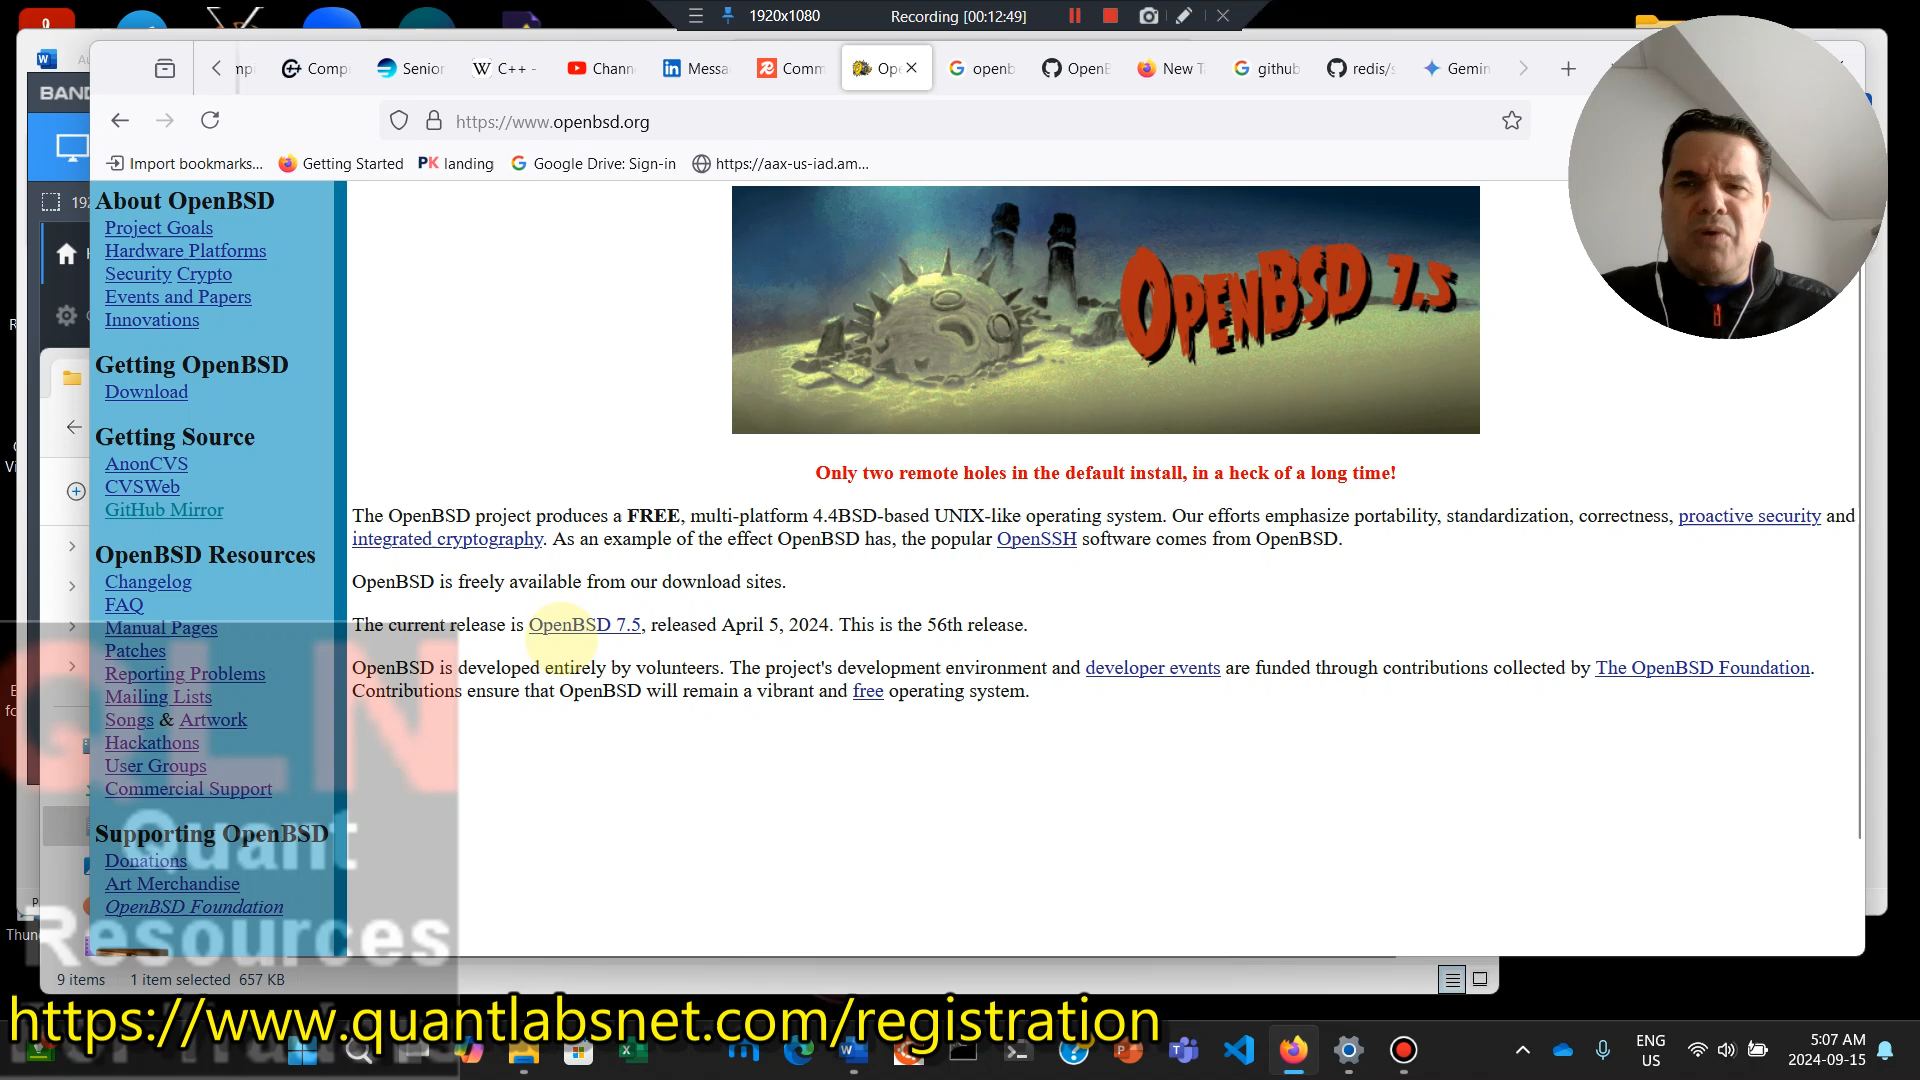 1920x1080
Recording [00:12:49]
BAND
Comp
Senior
C++ -
Chann
Messa
Comm
Op
openb
OpenB
New T
github
redis/s
Gemin
https://www.openbsd.org
Import bookmarks...
Getting Started
PK landing
Google Drive: Sign-in
https://aax-us-iad.am...
About OpenBSD
Project Goals
Hardware Platforms
Security Crypto
Events and Papers
Innovations
Getting OpenBSD
Download
Getting Source
AnonCVS
CVSWeb
GitHub Mirror
OpenBSD Resources
Changelog
FAQ
Manual Pages
Patches
Reporting Problems
Mailing Lists
Songs & Artwork
Hackathons
User Groups
Commercial Support
Supporting OpenBSD
Donations
Art Merchandise
OpenBSD Foundation
OPENBSD 7.5
Only two remote holes in the default install, in a heck of a long time!
The OpenBSD project produces a FREE, multi-platform 4.4BSD-based UNIX-like operating system. Our efforts emphasize portability, standardization, correctness, proactive security and
integrated cryptography. As an example of the effect OpenBSD has, the popular OpenSSH software comes from OpenBSD.
OpenBSD is freely available from our download sites.
The current release is OpenBSD 7.5, released April 5, 2024. This is the 56th release.
OpenBSD is developed entirely by volunteers. The project's development environment and developer events are funded through contributions collected by The OpenBSD Foundation.
Contributions ensure that OpenBSD will remain a vibrant and free operating system.
QLN
Quant
Resources
9 items 1 item selected 657 KB
https://www.quantlabsnet.com/registration
ENG
US
5:07 AM
2024-09-15